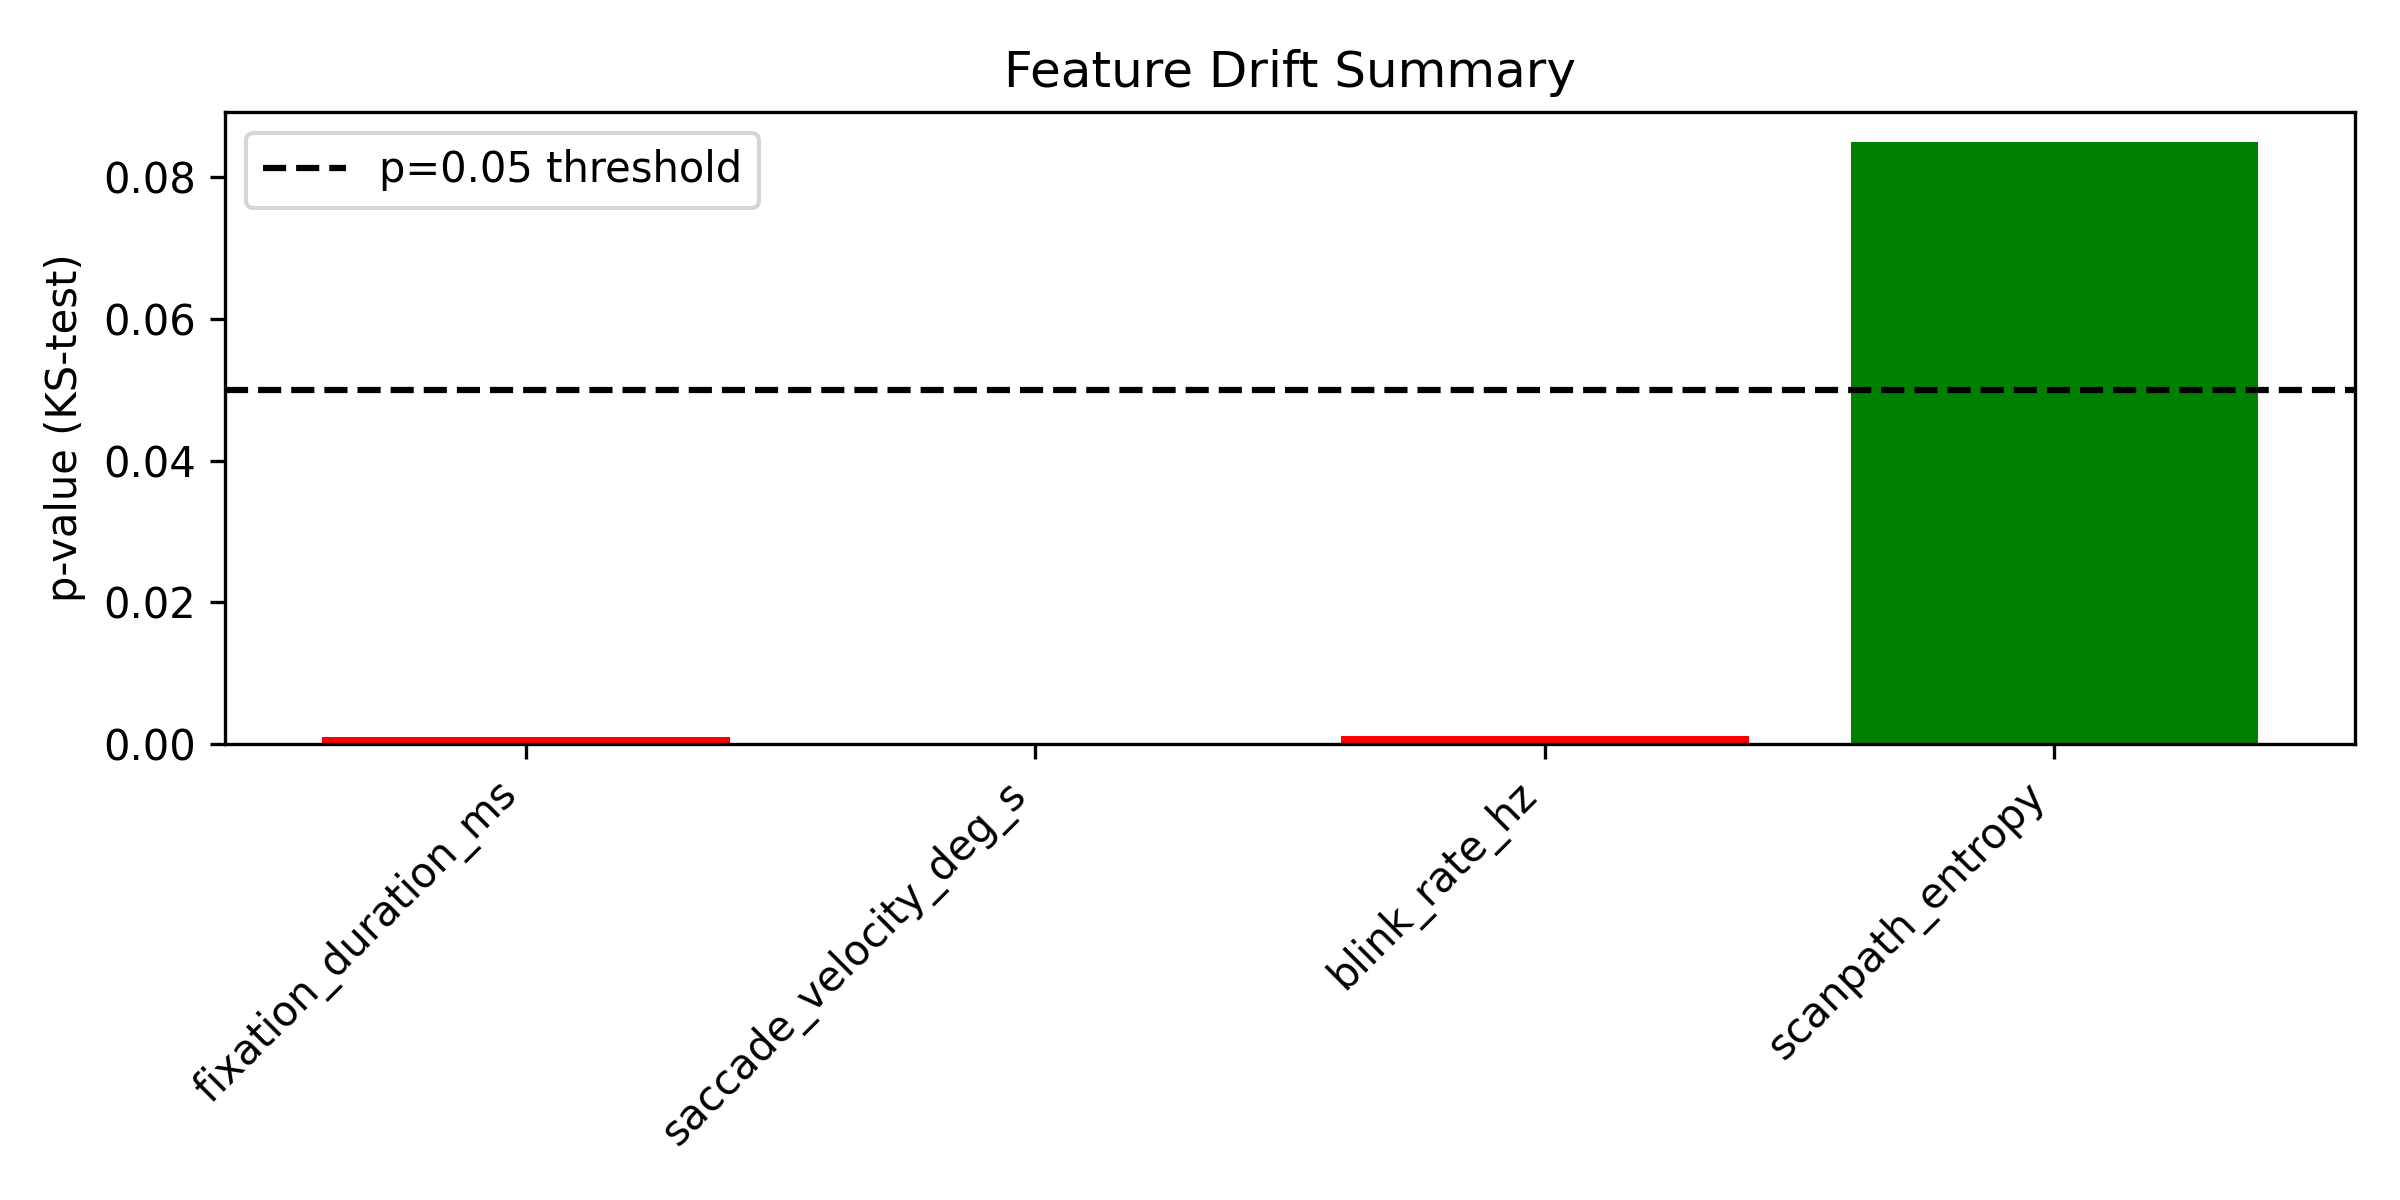 Feature Drift Summary
p=0.05 threshold
p-value (KS-test)
0.08
0.06
0.04
0.02
0.00
fixation_duration_ms
saccade_velocity_deg_s
blink_rate_hz
scanpath_entropy